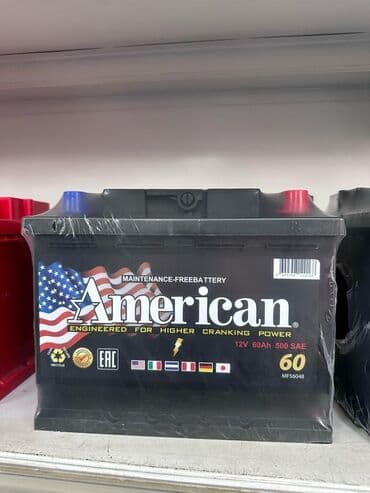 MAINTENANCE-FREEBATTERY
American®
ENGINEERED FOR HIGHER CRANKING POWER
12V 60Ah 500 SAE
EAC
60
MF56048